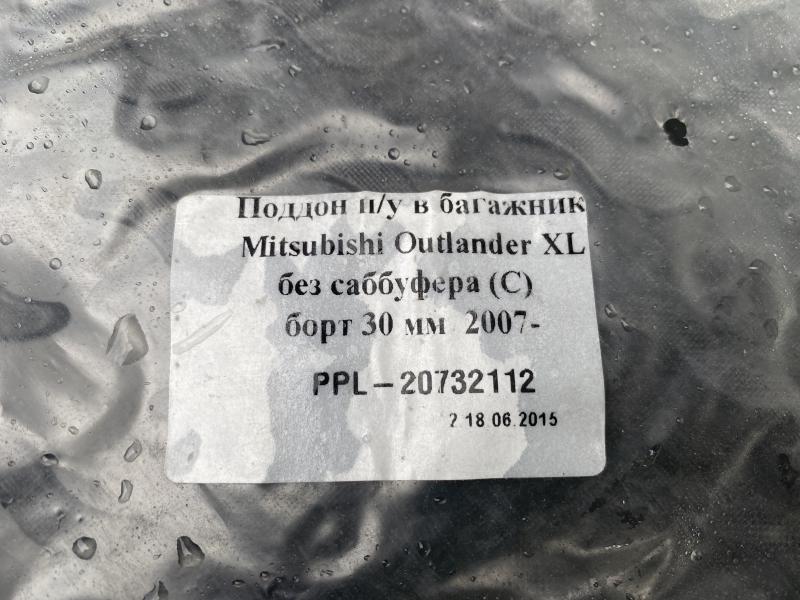 Поддон п/у в багажник
Mitsubishi Outlander XL
без саббуфера (С)
борт 30 мм 2007-
PPL-20732112
2 18.06.2015